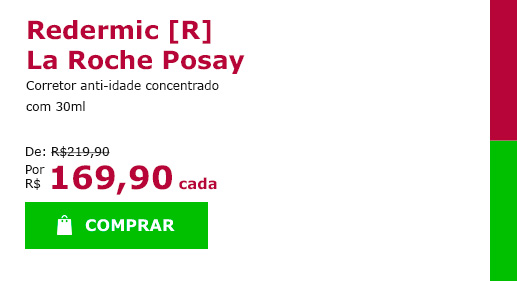 Redermic [R]
La Roche Posay
Corretor anti-idade concentrado
com 30ml
De: R$219,90
Por
R$ 169,90 cada
COMPRAR